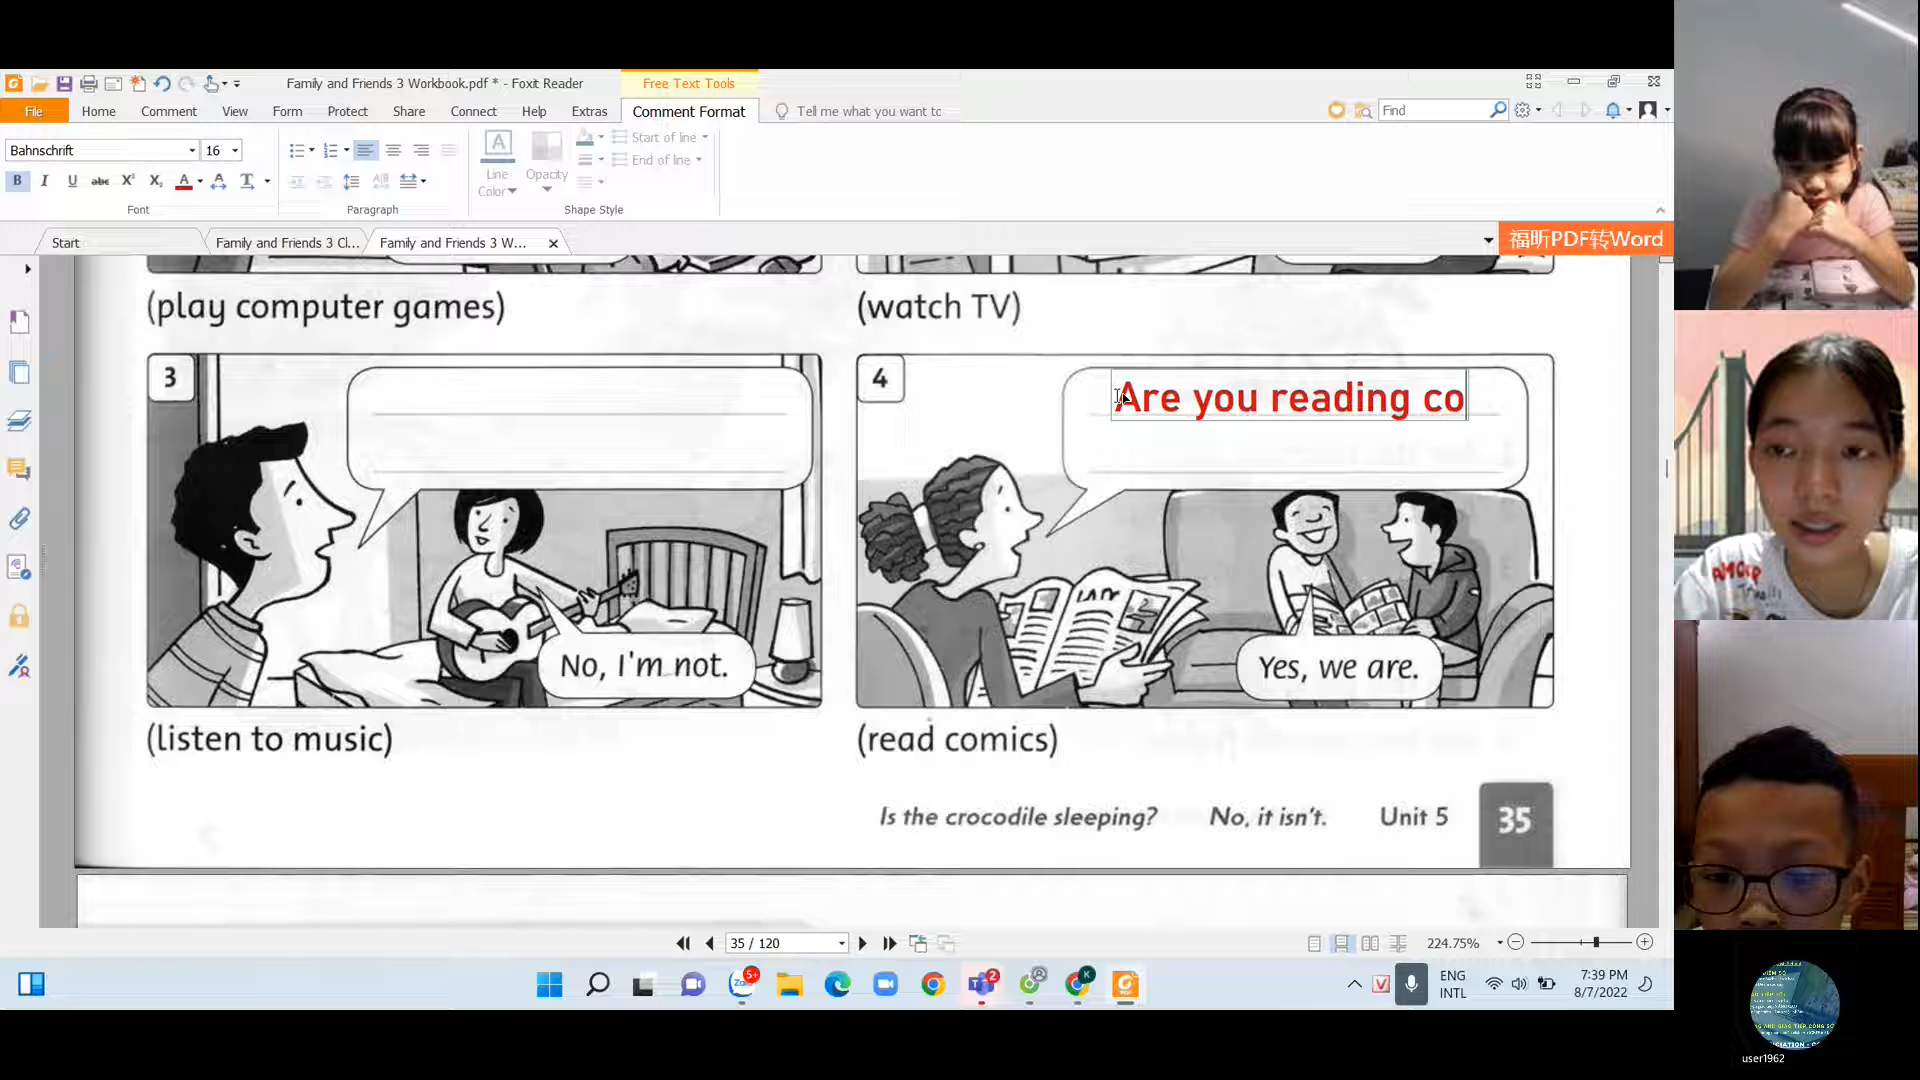 Family and Friends 3 Workbook.pdf * - Foxit Reader
Free Text Tools
File Home Comment View Form Protect Share Connect Help Extras Comment Format Tell me what you want to
Find
Bahnschrift 16
Start of line
End of line
Line Color
Opacity
Font Paragraph Shape Style
Start
Family and Friends 3 Cl...
Family and Friends 3 W...
福昕PDF转Word
(play computer games)
(watch TV)
3
No, I'm not.
(listen to music)
4
Are you reading co
LADY
Yes, we are.
(read comics)
Is the crocodile sleeping? No, it isn't. Unit 5 35
35 / 120
224.75%
5+
2
K
ENG
INTL
7:39 PM
8/7/2022
user1962